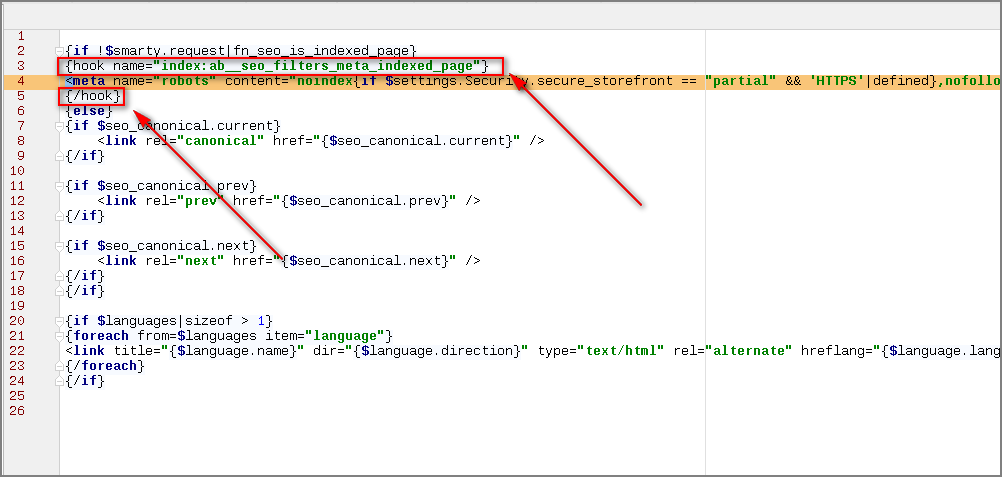 1
2 {if !$smarty.request|fn_seo_is_indexed_page}
3 {hook name="index:ab__seo_filters_meta_indexed_page"}
4 <meta name="robots" content="noindex{if $settings.Security.secure_storefront == "partial" && 'HTTPS'|defined},nofollo
5 {/hook}
6 {else}
7 {if $seo_canonical.current}
8 <link rel="canonical" href="{$seo_canonical.current}" />
9 {/if}
10
11 {if $seo_canonical.prev}
12 <link rel="prev" href="{$seo_canonical.prev}" />
13 {/if}
14
15 {if $seo_canonical.next}
16 <link rel="next" href="{$seo_canonical.next}" />
17 {/if}
18 {/if}
19
20 {if $languages|sizeof > 1}
21 {foreach from=$languages item="language"}
22 <link title="{$language.name}" dir="{$language.direction}" type="text/html" rel="alternate" hreflang="{$language.lang
23 {/foreach}
24 {/if}
25
26